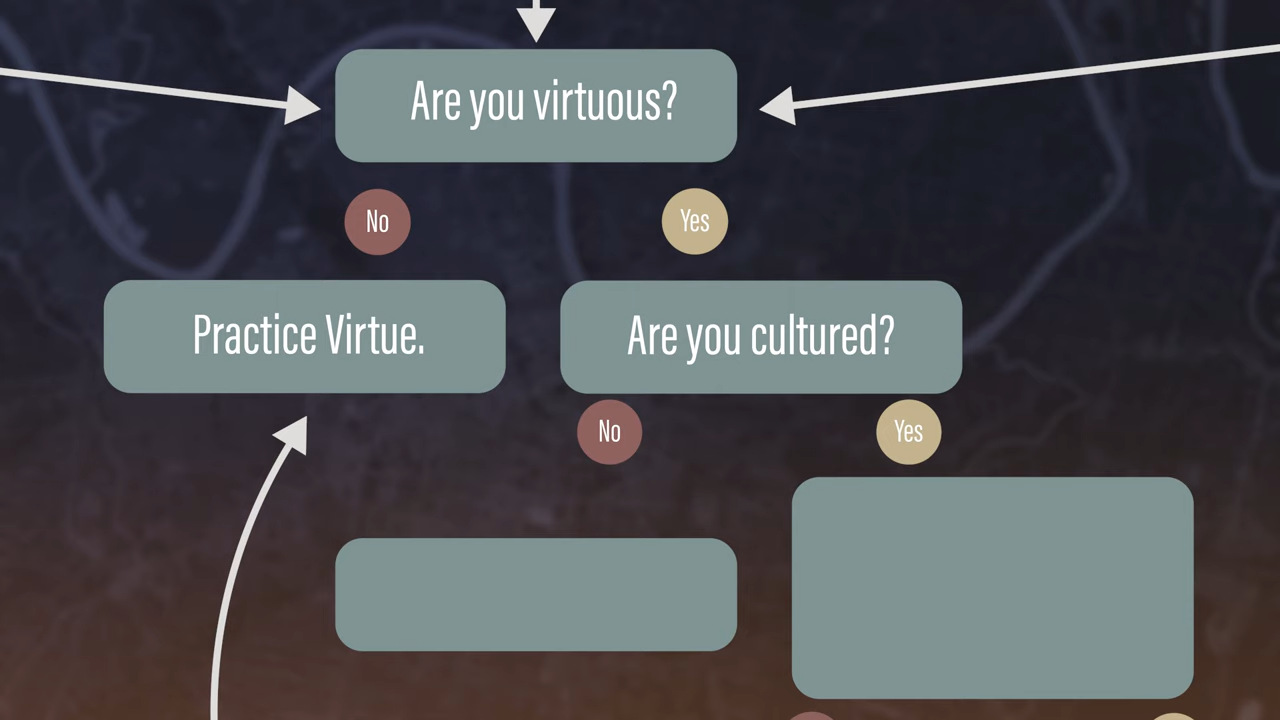 Are you virtuous?
No
Yes
Practice Virtue.
Are you cultured?
No
Yes